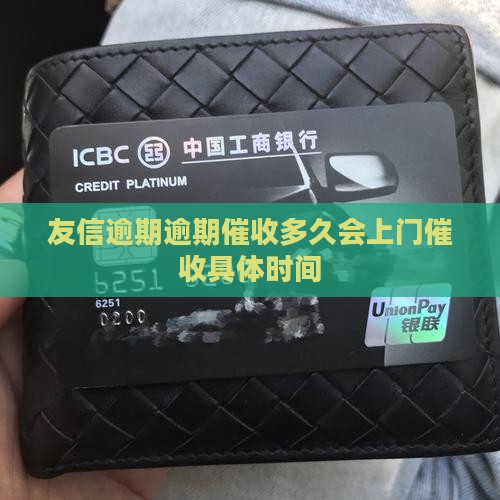 ICBC 中国工商银行
CREDIT PLATINUM
友信逾期逾期催收多久会上门催
收具体时间
6251
6251
0200
UnionPay
银联